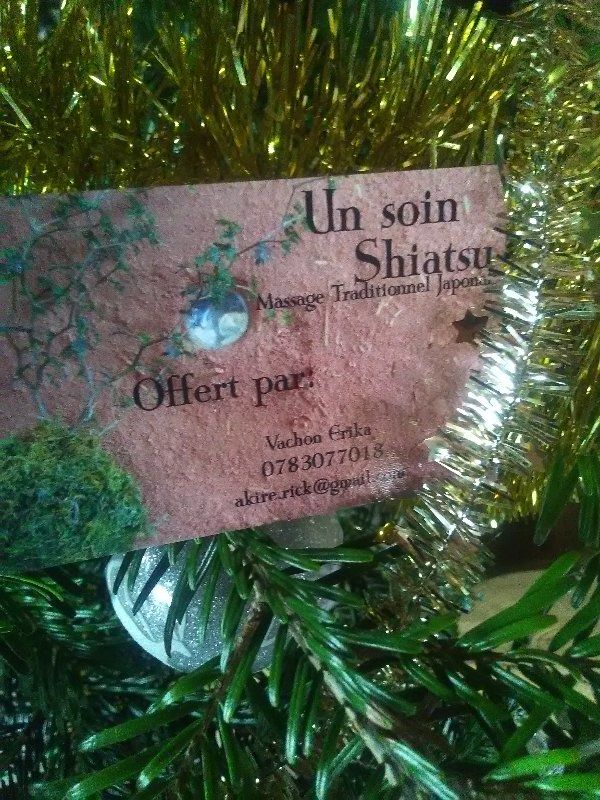 Un soin
Shiatsu
Massage Traditionnel
Offert par:
Vachon Erika
0783077018
akire.rick@gmail